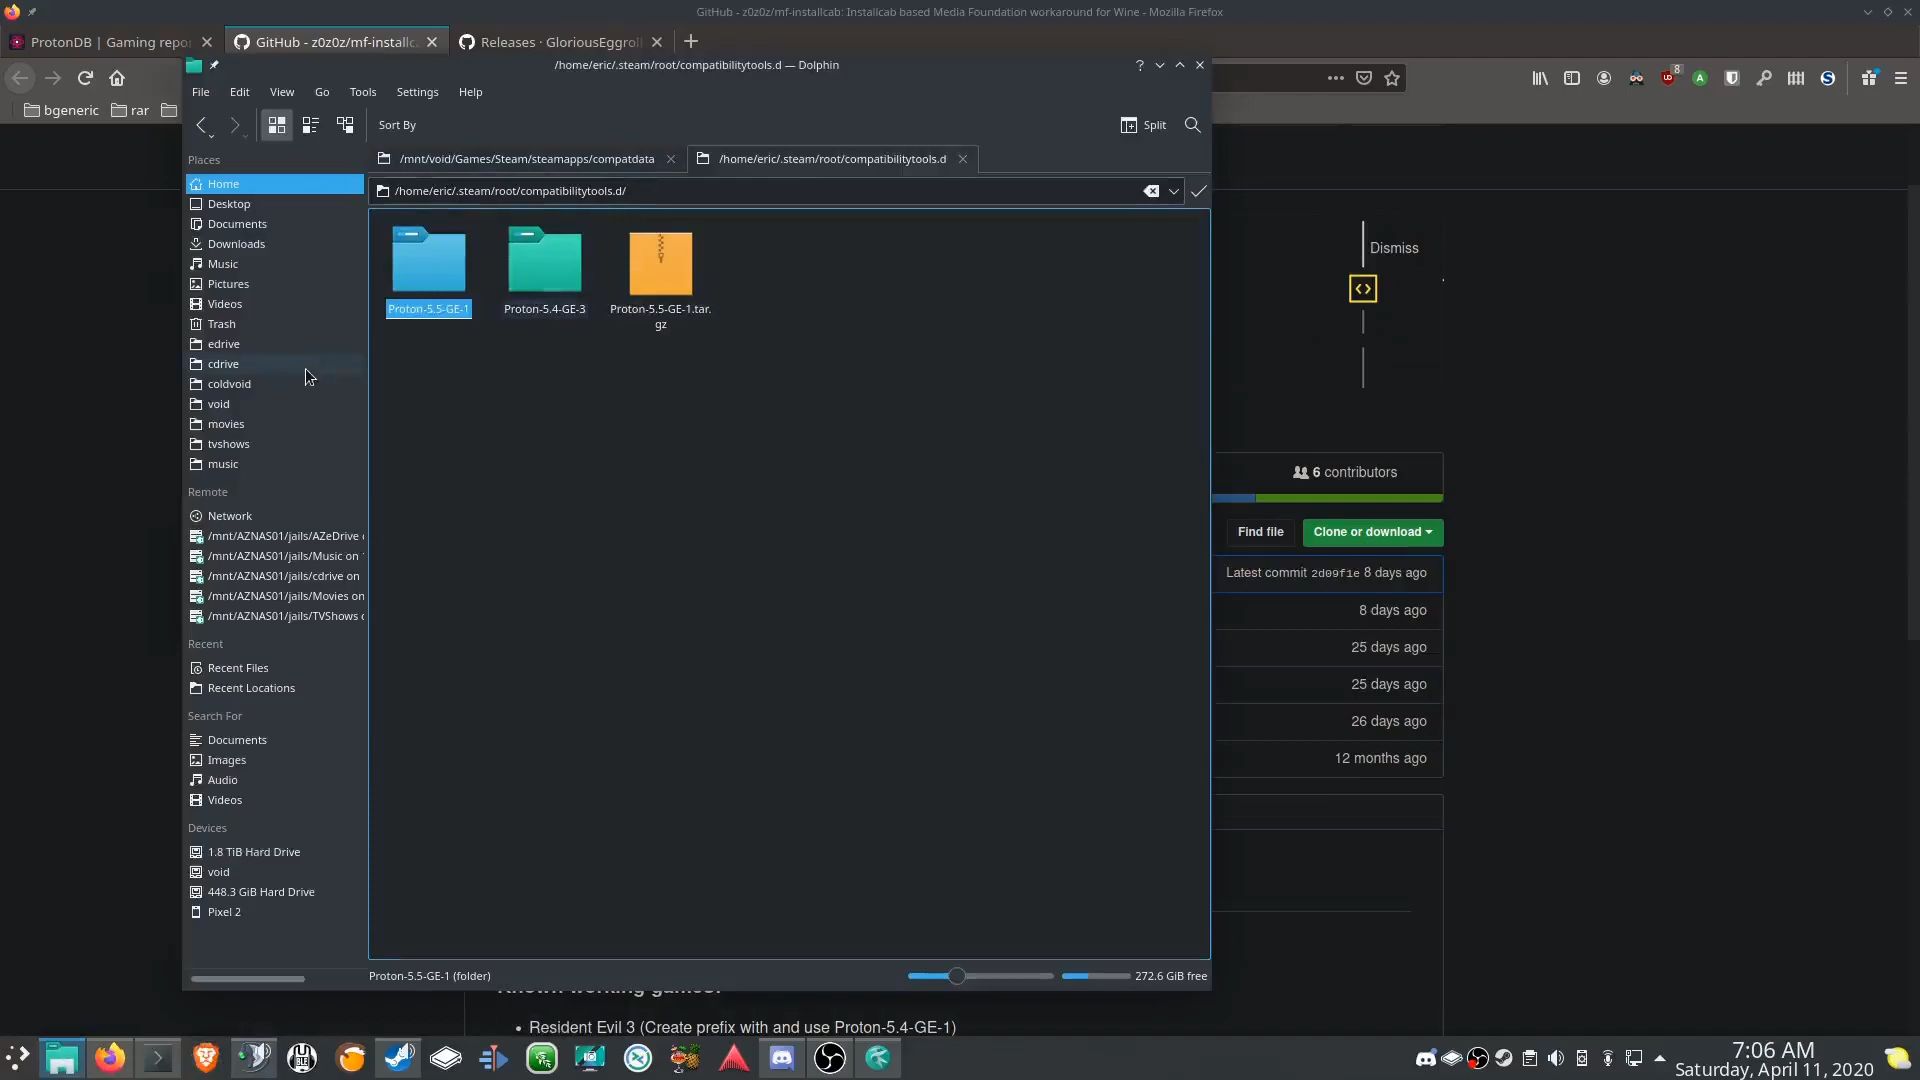 GitHub - z0z0z/mf-installcab: Installcab based Media Foundation workaround for Wine - Mozilla Firefox
ProtonDB | Gaming repo
GitHub - z0z0z/mf-installc
Releases · GloriousEggrol
/home/eric/.steam/root/compatibilitytools.d — Dolphin
8
bgeneric
rar
File Edit View Go Tools Settings Help
Sort By
Split
Places
/mnt/void/Games/Steam/steamapps/compatdata
/home/eric/.steam/root/compatibilitytools.d
/home/eric/.steam/root/compatibilitytools.d/
Home
Desktop
Documents
Downloads
Music
Pictures
Videos
Trash
edrive
cdrive
coldvoid
void
movies
tvshows
music
Remote
Network
/mnt/AZNAS01/jails/AZeDrive
/mnt/AZNAS01/jails/Music on
/mnt/AZNAS01/jails/cdrive on
/mnt/AZNAS01/jails/Movies on
/mnt/AZNAS01/jails/TVShows
Recent
Recent Files
Recent Locations
Search For
Documents
Images
Audio
Videos
Devices
1.8 TiB Hard Drive
void
448.3 GiB Hard Drive
Pixel 2
Proton-5.5-GE-1
Proton-5.4-GE-3
Proton-5.5-GE-1.tar.
gz
Proton-5.5-GE-1 (folder)
272.6 GiB free
Dismiss
6 contributors
Find file
Clone or download
Latest commit 2d09f1e 8 days ago
8 days ago
25 days ago
25 days ago
26 days ago
12 months ago
Known working games:
• Resident Evil 3 (Create prefix with and use Proton-5.4-GE-1)
7:06 AM
Saturday, April 11, 2020